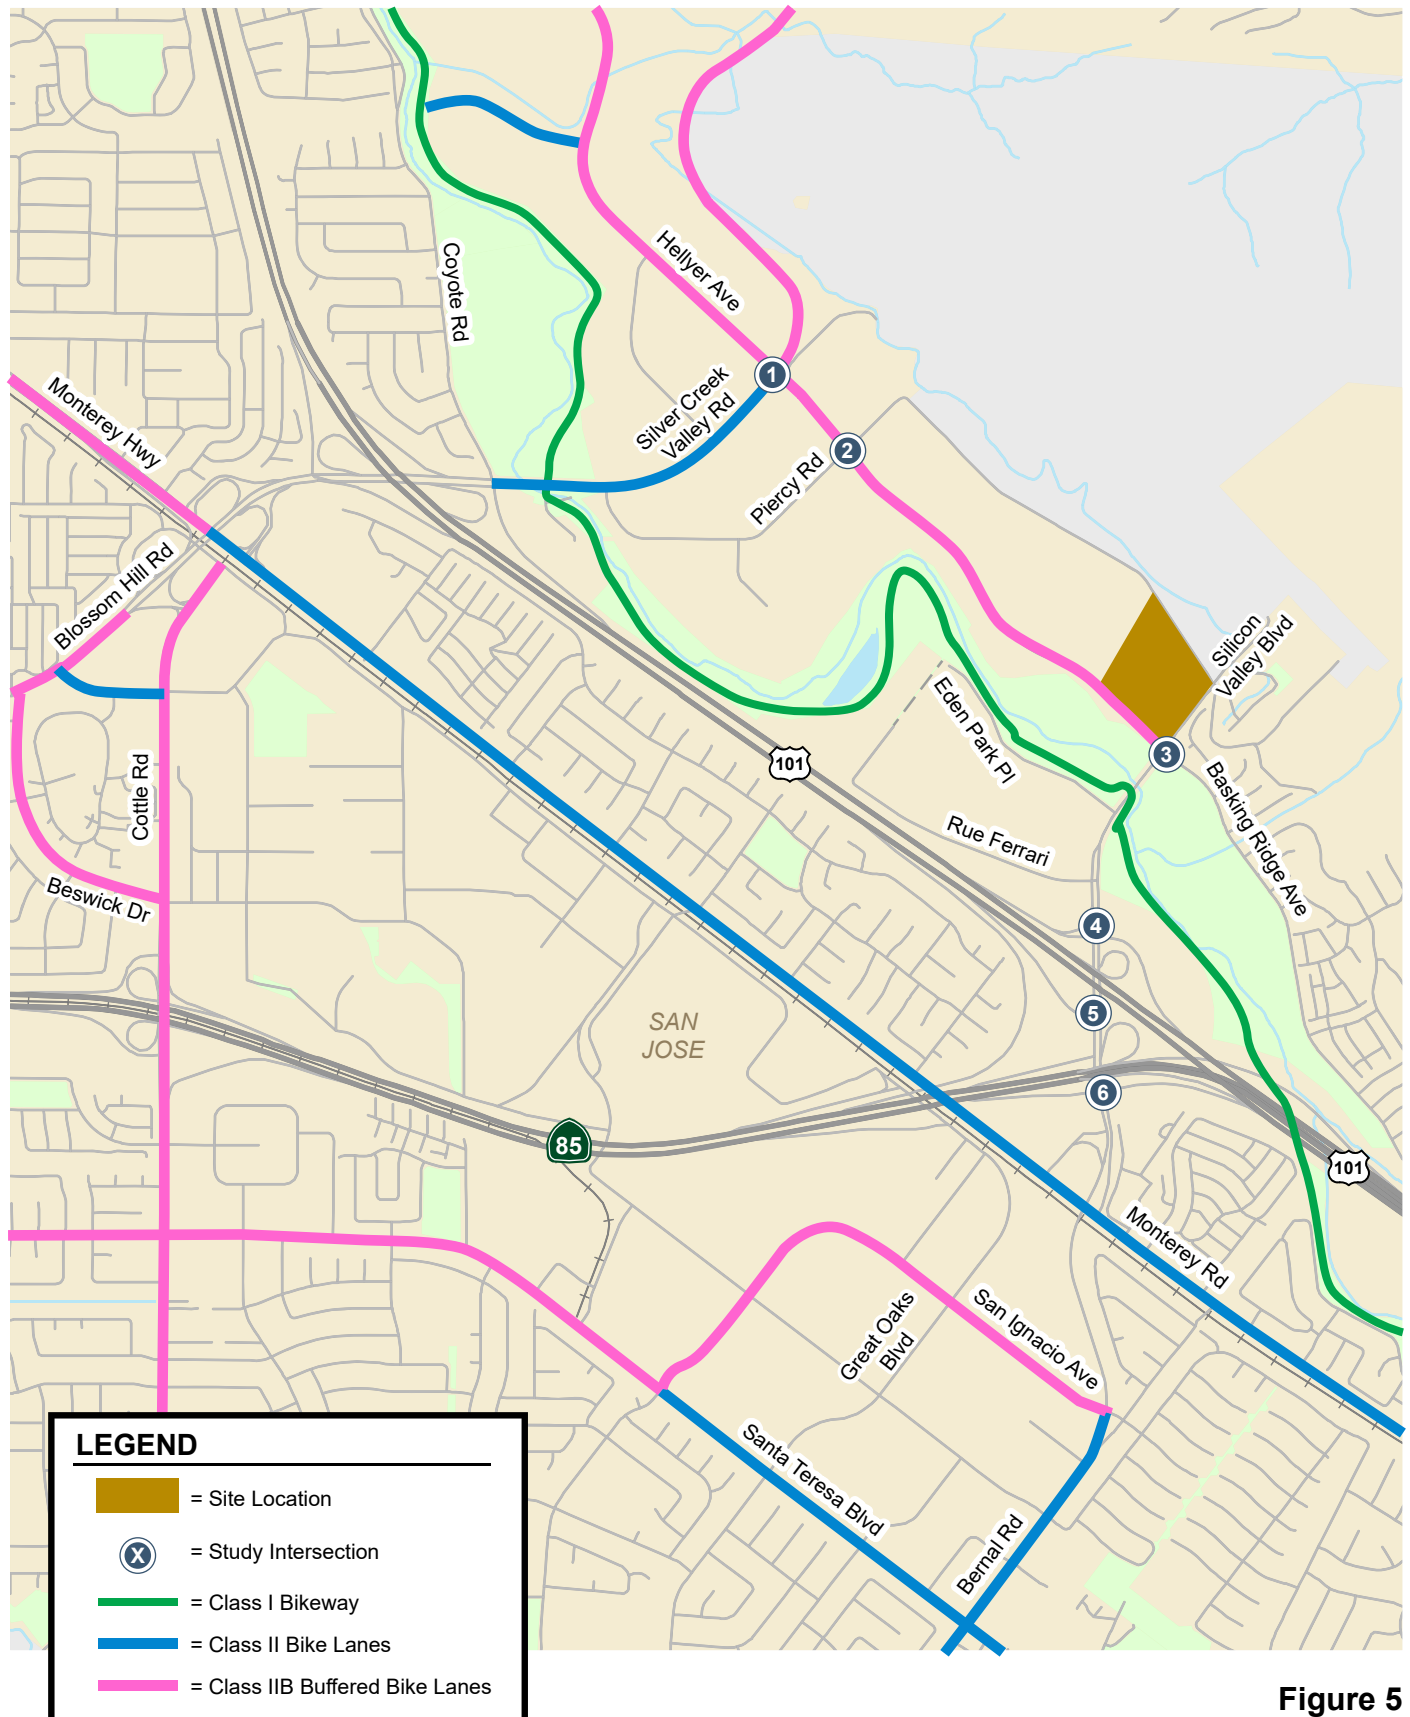 Coyote Rd
Hellyer Ave
1
Silver Creek
Valley Rd
Monterey Hwy
2
Piercy Rd
Blossom Hill Rd
Silicon
Valley Blvd
Eden Park Pl
3
101
Cottle Rd
Basking Ridge Ave
Rue Ferrari
Beswick Dr
4
5
SAN
JOSE
6
85
101
Monterey Rd
Great Oaks
Blvd
San Ignacio Ave
Santa Teresa Blvd
Bernal Rd
LEGEND
= Site Location
X = Study Intersection
= Class I Bikeway
= Class II Bike Lanes
= Class IIB Buffered Bike Lanes
Figure 5